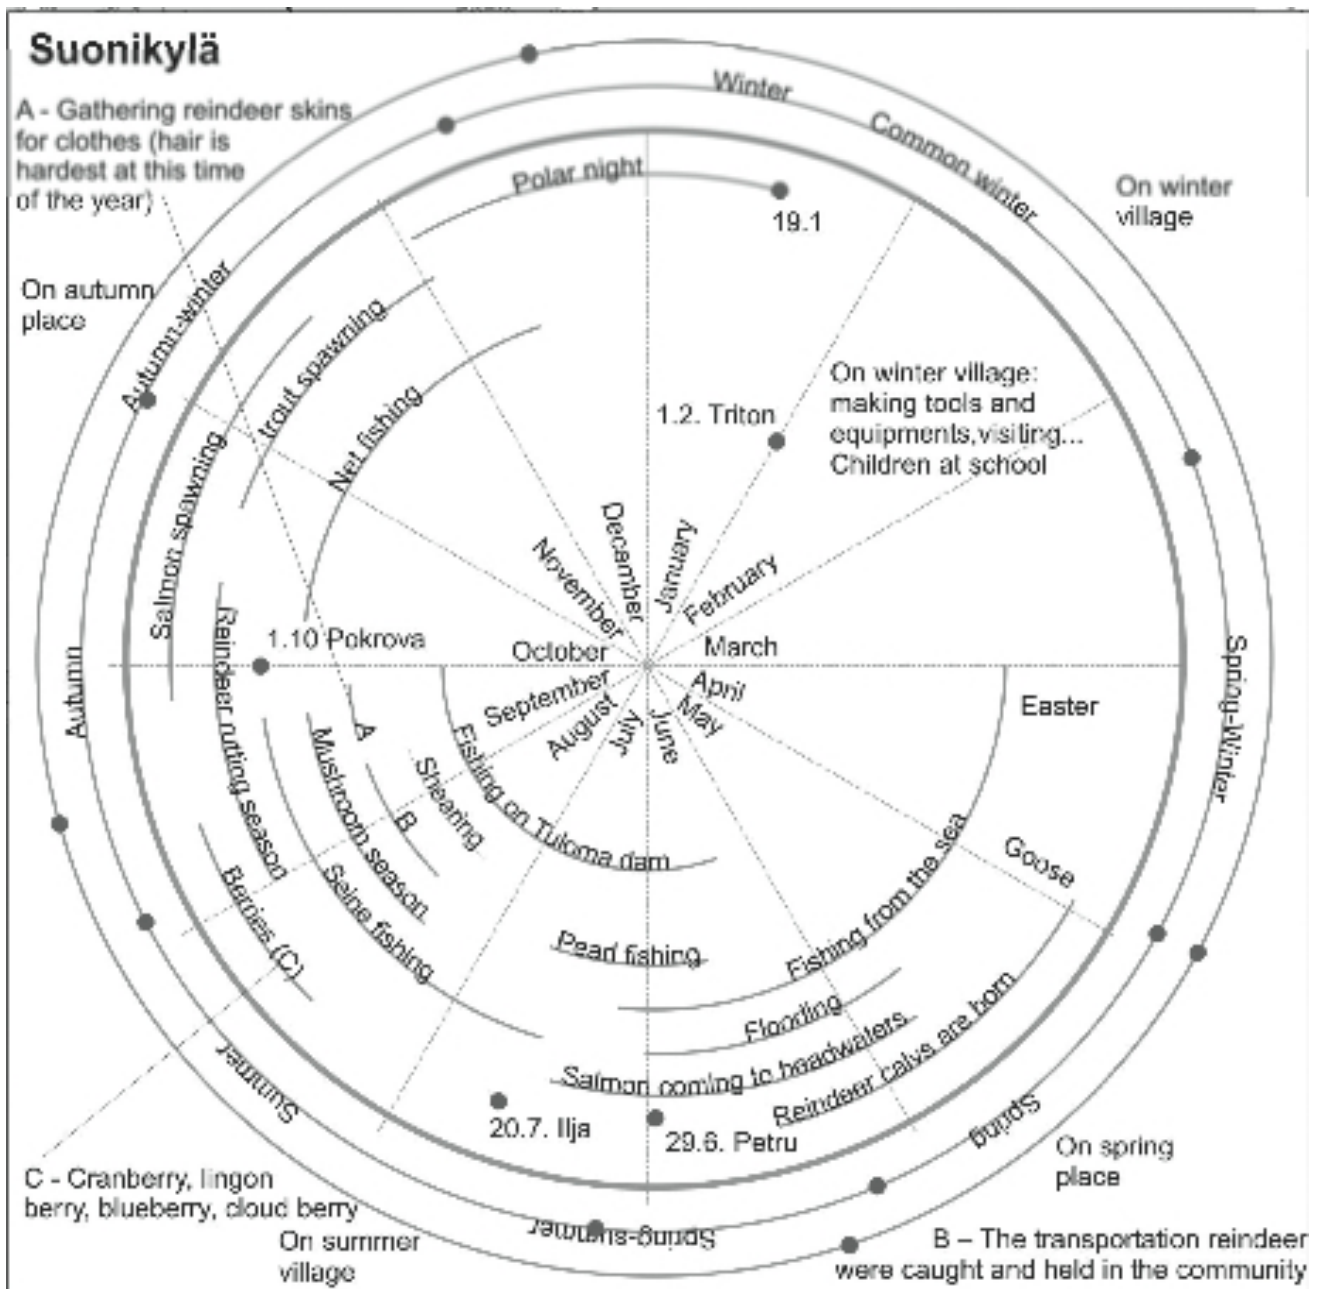 Suonikylä
A - Gathering reindeer skins
for clothes (hair is
hardest at this time
of the year)
Winter
Common winter
On winter
village
Polar night
19.1
On autumn
place
Autumn-winter
trout spawning
Net fishing
Salmon spawning
1.2. Triton
On winter village:
making tools and
equipments,visiting...
Children at school
December
January
November
February
October
March
September
April
August
May
July
June
1.10 Pokrova
Reindeer rutting season
Autumn
Spring-Winter
Easter
A
Mushroom season
Shearing
B
Fishing on Tuloma dam
Seine fishing
Berries (C)
Goose
Fishing from the sea
Pearl fishing
Flooding
Salmon coming to headwaters
Reindeer calvs are born
20.7. Ilja
29.6. Petru
Summer
Spring
On spring
place
C - Cranberry, lingon
berry, blueberry, cloud berry
On summer
village
Spring-summer
B – The transportation reindeer
were caught and held in the community